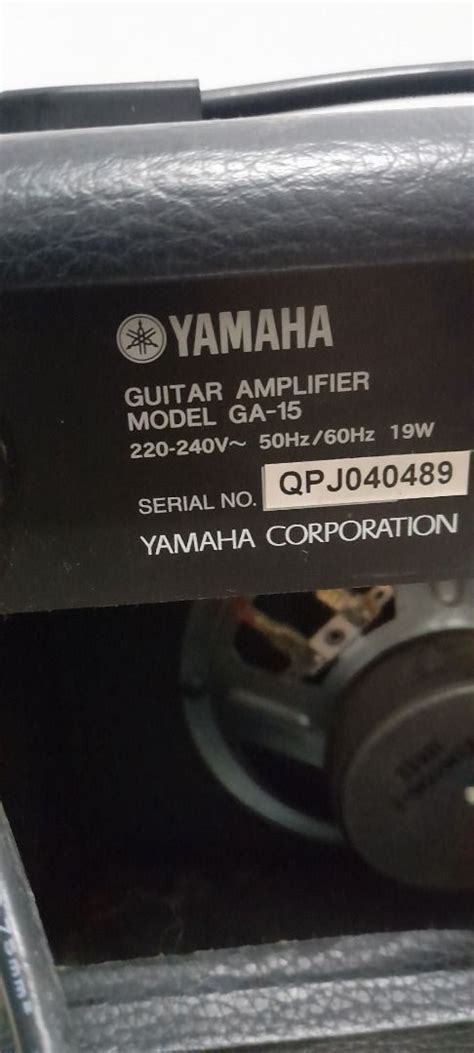 YAMAHA
GUITAR AMPLIFIER
MODEL GA-15
220-240V~ 50Hz/60Hz 19W
SERIAL NO. QPJ040489
YAMAHA CORPORATION